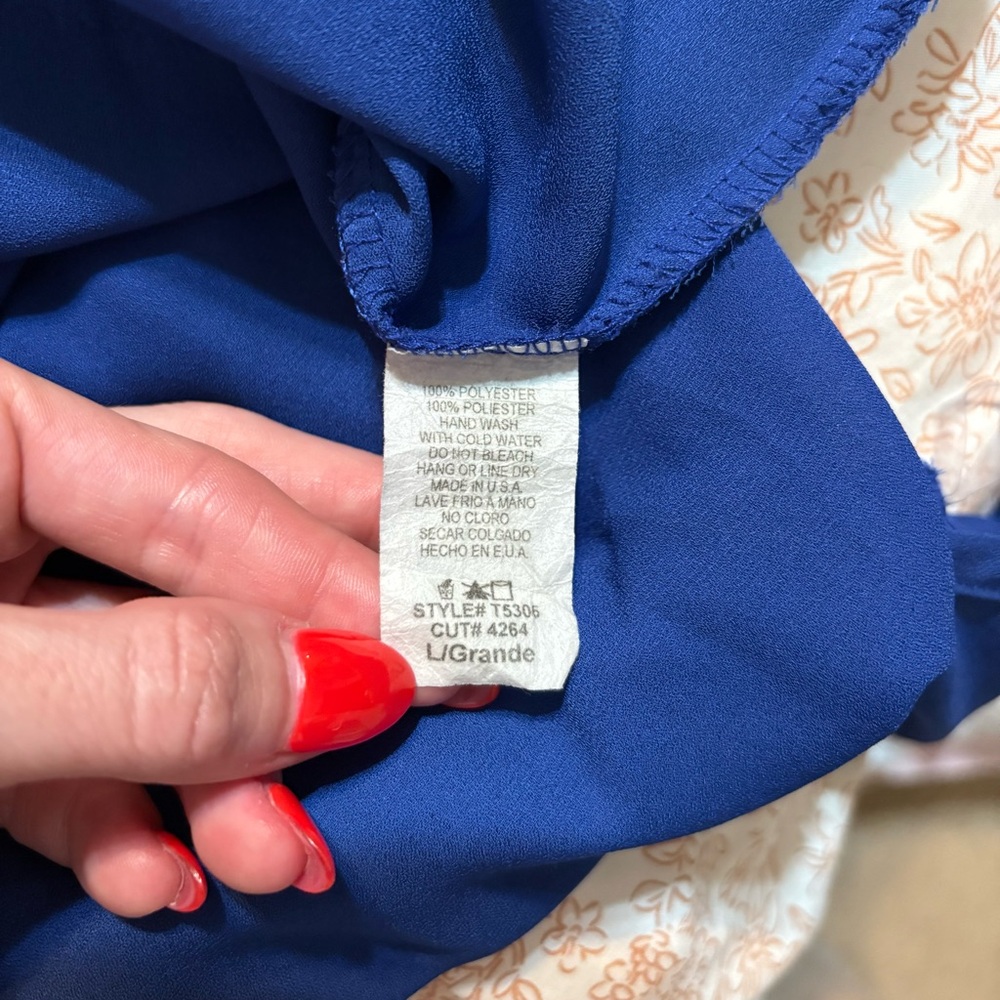 100% POLYESTER
100% POLIESTER
HAND WASH
WITH COLD WATER
DO NOT BLEACH
HANG OR LINE DRY
MADE IN U.S.A.
LAVE FRIO A MANO
NO CLORO
SECAR COLGADO
HECHO EN E.U.A.
STYLE# T5306
CUT# 4264
L/Grande